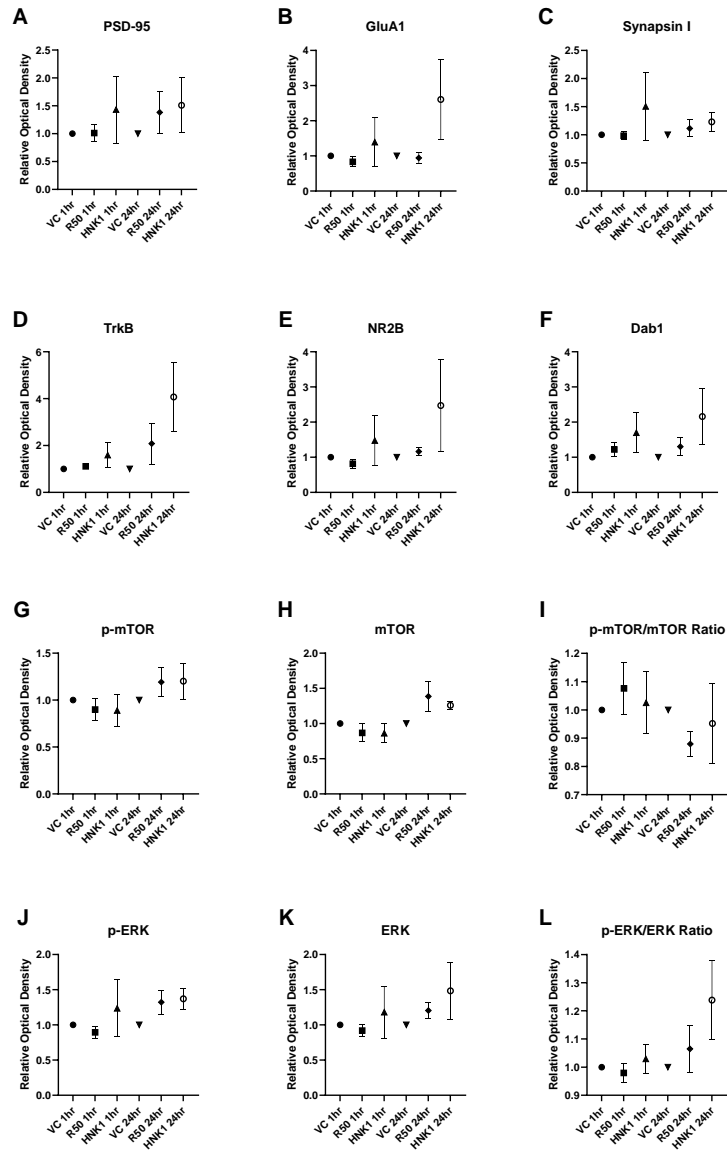 A
PSD-95
Relative Optical Density
2.5
2.0
1.5
1.0
0.5
0.0
VC 1hr
R50 1hr
HNK1 1hr
VC 24hr
R50 24hr
HNK1 24hr
B
GluA1
Relative Optical Density
4
3
2
1
0
VC 1hr
R50 1hr
HNK1 1hr
VC 24hr
R50 24hr
HNK1 24hr
C
Synapsin I
Relative Optical Density
2.5
2.0
1.5
1.0
0.5
0.0
VC 1hr
R50 1hr
HNK1 1hr
VC 24hr
R50 24hr
HNK1 24hr
D
TrkB
Relative Optical Density
6
4
2
0
VC 1hr
R50 1hr
HNK1 1hr
VC 24hr
R50 24hr
HNK1 24hr
E
NR2B
Relative Optical Density
4
3
2
1
0
VC 1hr
R50 1hr
HNK1 1hr
VC 24hr
R50 24hr
HNK1 24hr
F
Dab1
Relative Optical Density
4
3
2
1
0
VC 1hr
R50 1hr
HNK1 1hr
VC 24hr
R50 24hr
HNK1 24hr
G
p-mTOR
Relative Optical Density
1.5
1.0
0.5
0.0
VC 1hr
R50 1hr
HNK1 1hr
VC 24hr
R50 24hr
HNK1 24hr
H
mTOR
Relative Optical Density
2.0
1.5
1.0
0.5
0.0
VC 1hr
R50 1hr
HNK1 1hr
VC 24hr
R50 24hr
HNK1 24hr
I
p-mTOR/mTOR Ratio
Relative Optical Density
1.2
1.1
1.0
0.9
0.8
0.7
VC 1hr
R50 1hr
HNK1 1hr
VC 24hr
R50 24hr
HNK1 24hr
J
p-ERK
Relative Optical Density
2.0
1.5
1.0
0.5
0.0
VC 1hr
R50 1hr
HNK1 1hr
VC 24hr
R50 24hr
HNK1 24hr
K
ERK
Relative Optical Density
2.0
1.5
1.0
0.5
0.0
VC 1hr
R50 1hr
HNK1 1hr
VC 24hr
R50 24hr
HNK1 24hr
L
p-ERK/ERK Ratio
Relative Optical Density
1.4
1.3
1.2
1.1
1.0
0.9
VC 1hr
R50 1hr
HNK1 1hr
VC 24hr
R50 24hr
HNK1 24hr